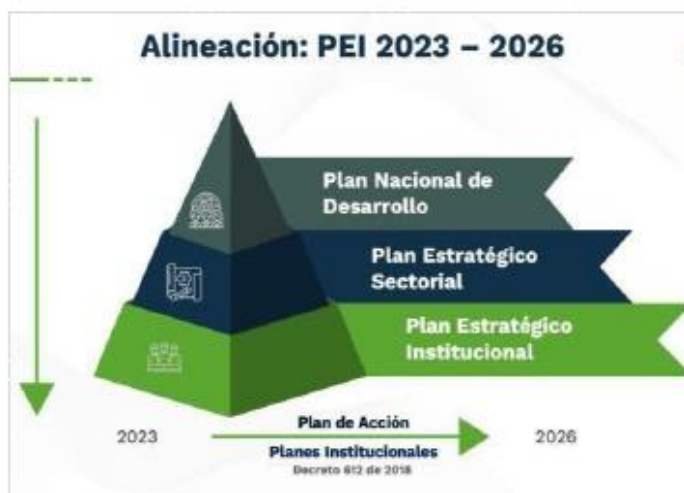 Alineación: PEI 2023 – 2026
Plan Nacional de
Desarrollo
Plan Estratégico
Sectorial
Plan Estratégico
Institucional
2023
Plan de Acción
2026
Planes Institucionales
Decreto 612 de 2018